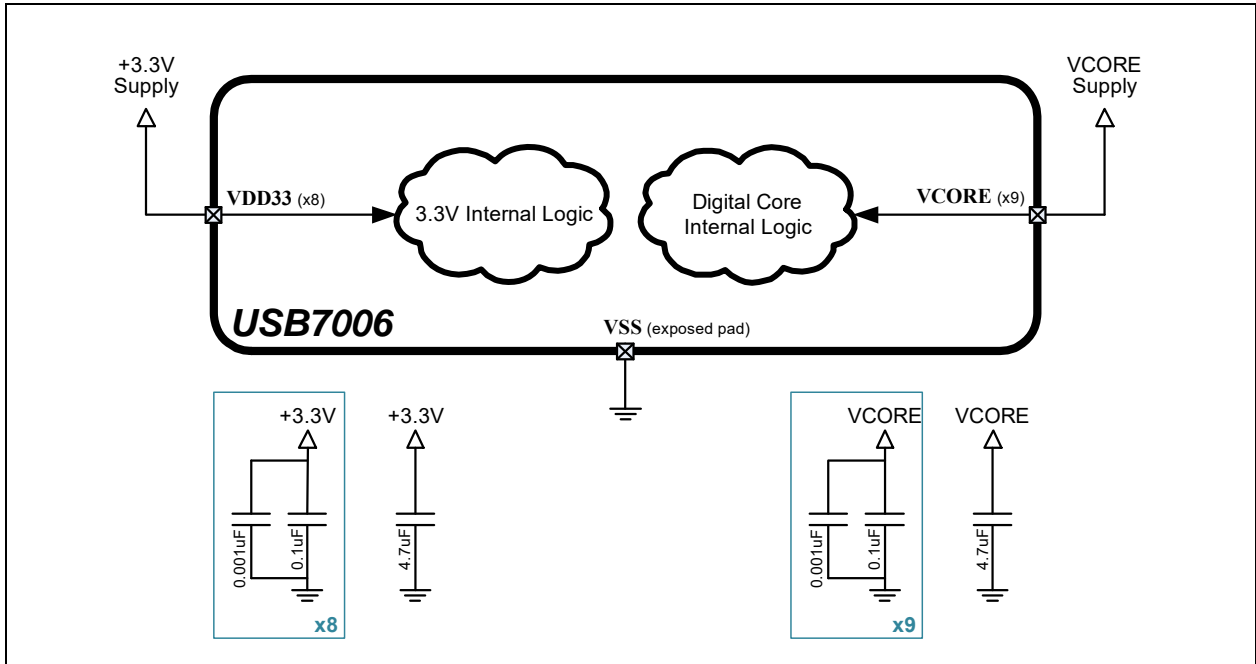 +3.3V
Supply
VCORE
Supply
VDD33 (x8)
3.3V Internal Logic
Digital Core
Internal Logic
VCORE (x9)
USB7006
VSS (exposed pad)
+3.3V
+3.3V
VCORE
VCORE
0.001uF
0.1uF
4.7uF
0.001uF
0.1uF
4.7uF
x8
x9